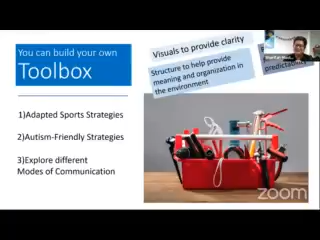 You can build your own
Toolbox
1)Adapted Sports Strategies
2)Autism-Friendly Strategies
3)Explore different
Modes of Communication
Visuals to provide clarity
Structure to help provide
meaning and organization in
the environment
zoom